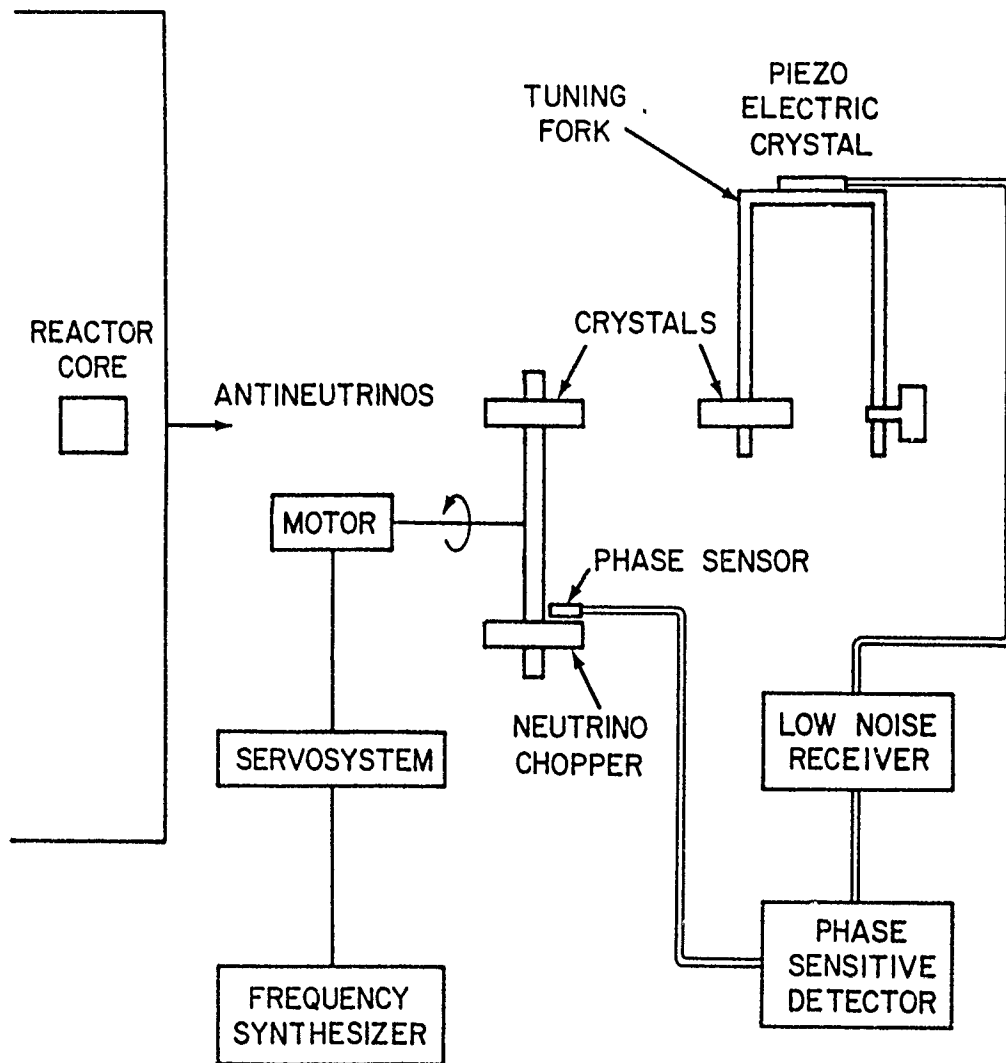 PIEZO
ELECTRIC
CRYSTAL
TUNING
FORK
REACTOR
CORE
CRYSTALS
ANTINEUTRINOS
MOTOR
PHASE SENSOR
NEUTRINO
CHOPPER
SERVOSYSTEM
LOW NOISE
RECEIVER
PHASE
SENSITIVE
DETECTOR
FREQUENCY
SYNTHESIZER